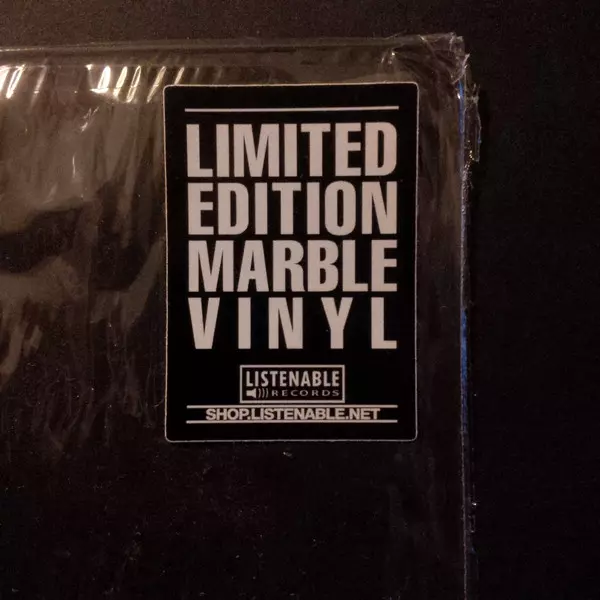 LIMITED
EDITION
MARBLE
VINYL
LISTENABLE
RECORDS
SHOP.LISTENABLE.NET